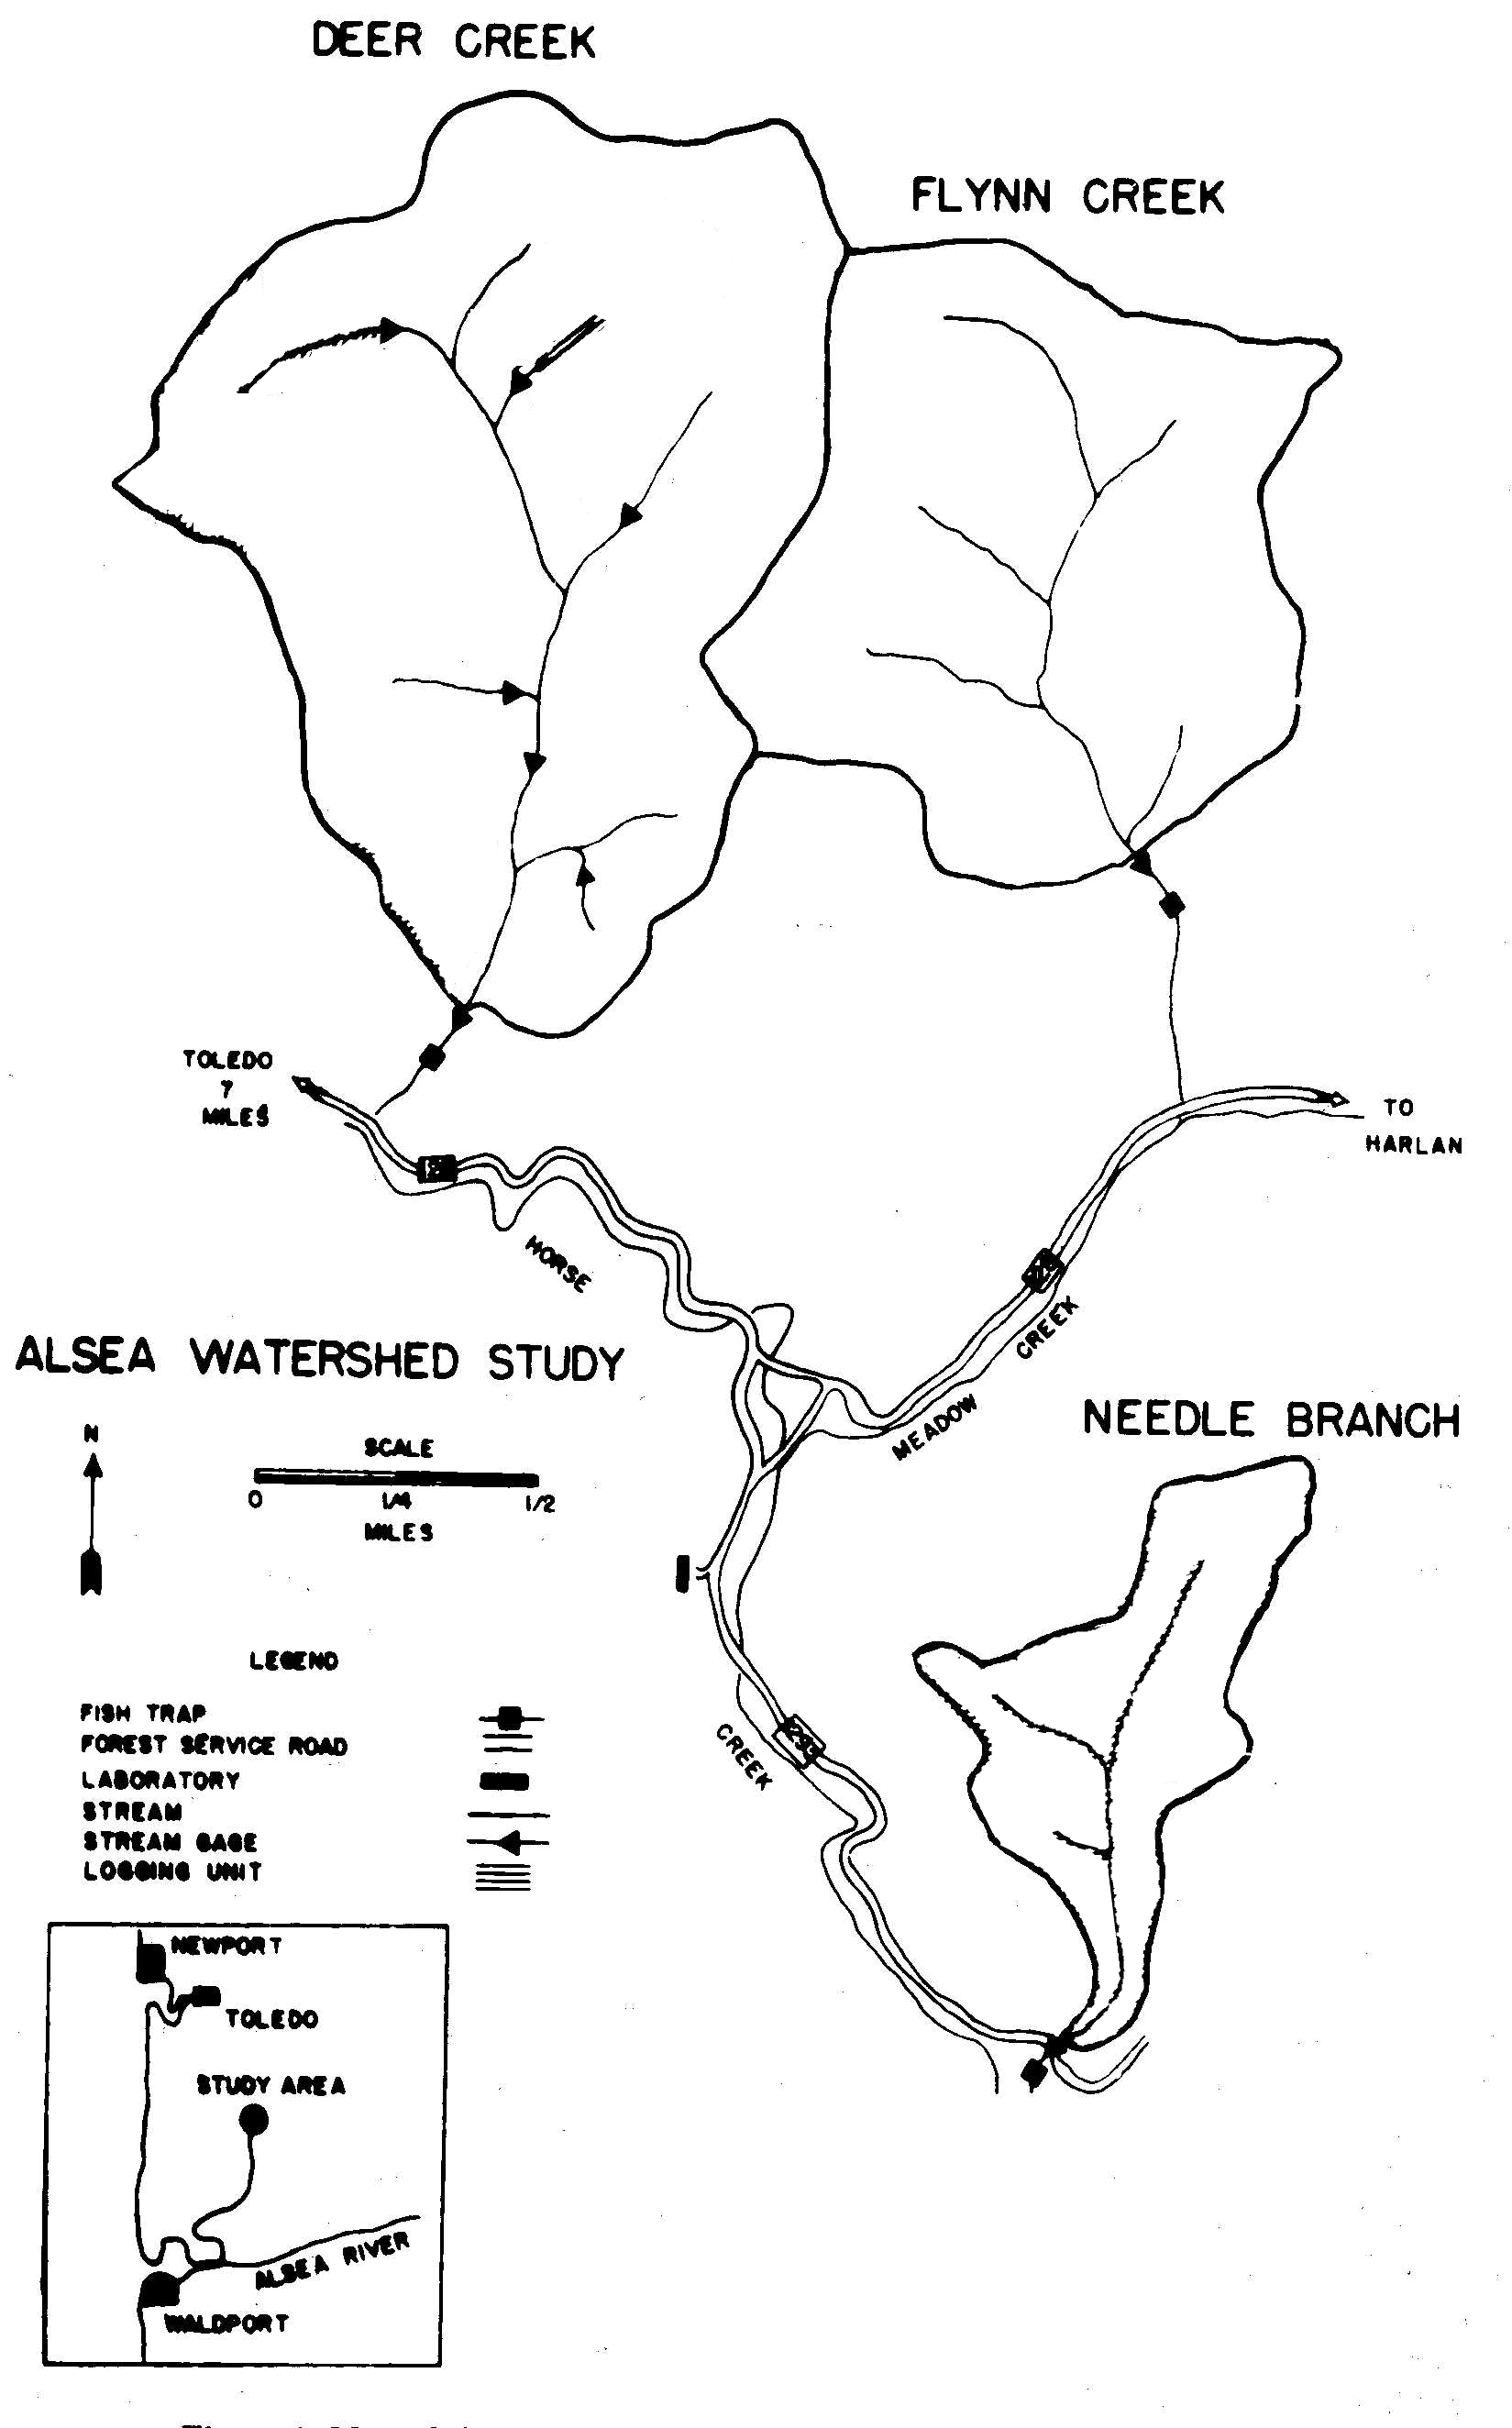 DEER CREEK
FLYNN CREEK
TOLEDO
7
MILES
TO
HARLAN
HORSE
CREEK
MEADOW
ALSEA WATERSHED STUDY
NEEDLE BRANCH
N
SCALE
0 1/4 1/2
MILES
CREEK
LEGEND
FISH TRAP
FOREST SERVICE ROAD
LABORATORY
STREAM
STREAM GAGE
LOGGING UNIT
NEWPORT
TOLEDO
STUDY AREA
ALSEA RIVER
WALDPORT